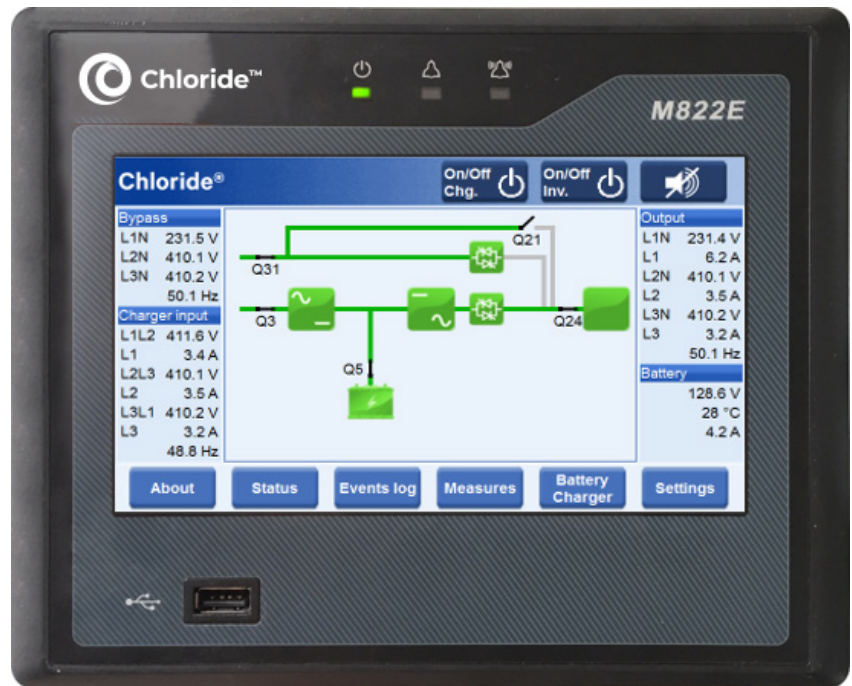 Chloride™
M822E
Chloride®
On/Off
Chg.
On/Off
Inv.
Bypass
L1N 231.5 V
L2N 410.1 V
L3N 410.2 V
50.1 Hz
Charger input
L1L2 411.6 V
L1 3.4 A
L2L3 410.1 V
L2 3.5 A
L3L1 410.2 V
L3 3.2 A
48.8 Hz
Q31
Q21
Q3
Q24
Q5
Output
L1N 231.4 V
L1 6.2 A
L2N 410.1 V
L2 3.5 A
L3N 410.2 V
L3 3.2 A
50.1 Hz
Battery
128.6 V
28 °C
4.2 A
About
Status
Events log
Measures
Battery
Charger
Settings